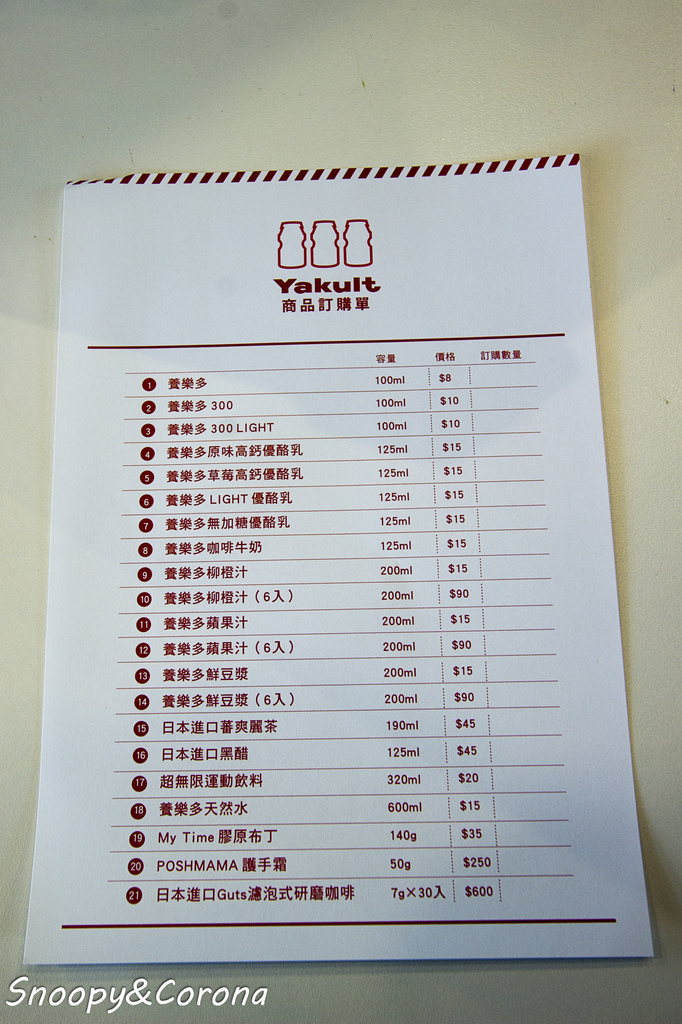 Yakult
商品訂購單
容量 價格 訂購數量
1 養樂多 100ml $8
2 養樂多 300 100ml $10
3 養樂多 300 LIGHT 100ml $10
4 養樂多原味高鈣優酪乳 125ml $15
5 養樂多草莓高鈣優酪乳 125ml $15
6 養樂多 LIGHT 優酪乳 125ml $15
7 養樂多無加糖優酪乳 125ml $15
8 養樂多咖啡牛奶 125ml $15
9 養樂多柳橙汁 200ml $15
10 養樂多柳橙汁（6入） 200ml $90
11 養樂多蘋果汁 200ml $15
12 養樂多蘋果汁（6入） 200ml $90
13 養樂多鮮豆漿 200ml $15
14 養樂多鮮豆漿（6入） 200ml $90
15 日本進口蕃爽麗茶 190ml $45
16 日本進口黑醋 125ml $45
17 超無限運動飲料 320ml $20
18 養樂多天然水 600ml $15
19 My Time 膠原布丁 140g $35
20 POSHMAMA 護手霜 50g $250
21 日本進口Guts濾泡式研磨咖啡 7g×30入 $600
Snoopy&Corona